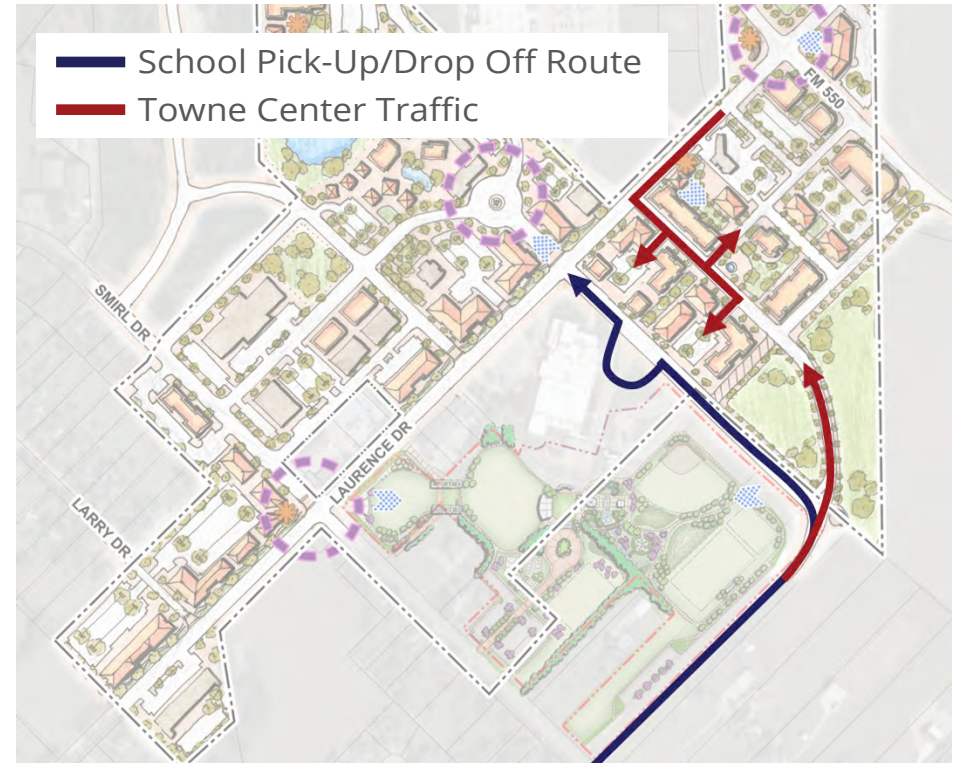 School Pick-Up/Drop Off Route
Towne Center Traffic
FM 550
SMIRL DR
LAURENCE DR
LARRY DR